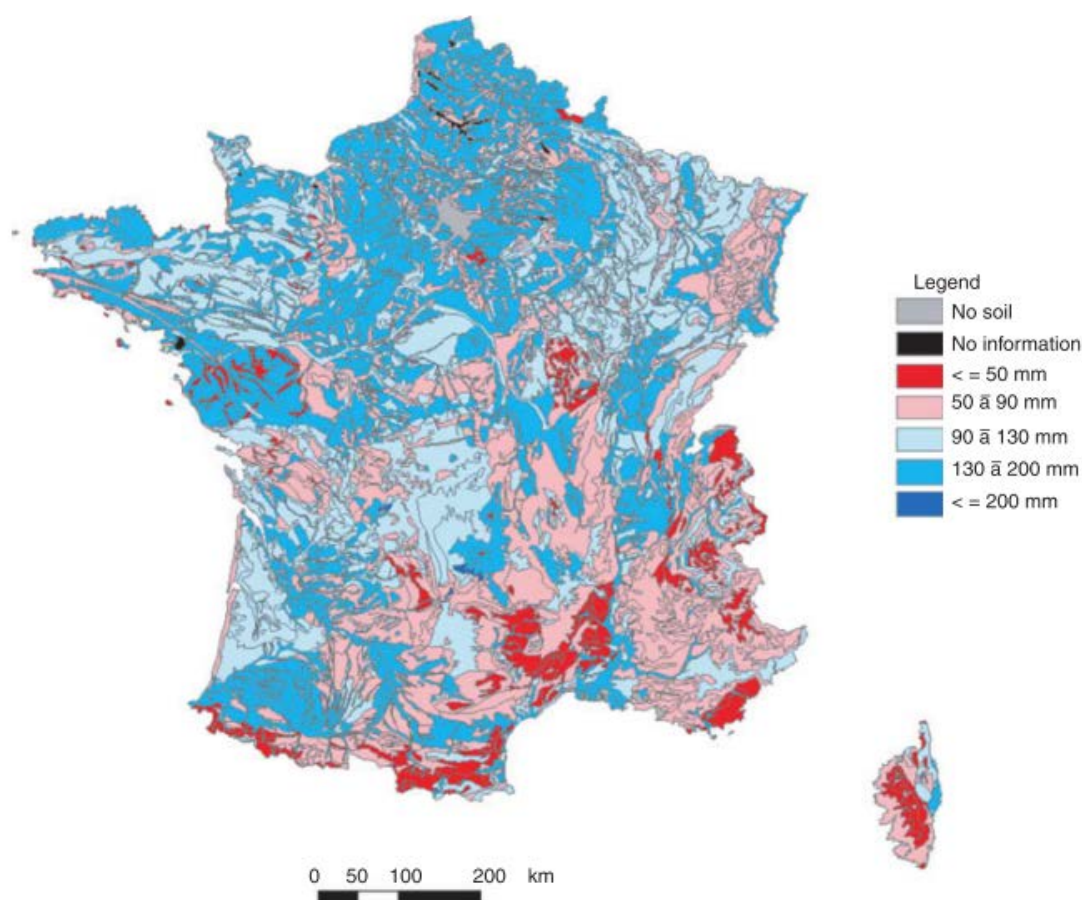 Legend
No soil
No information
< = 50 mm
50 ā 90 mm
90 ā 130 mm
130 ā 200 mm
< = 200 mm
0 50 100 200 km